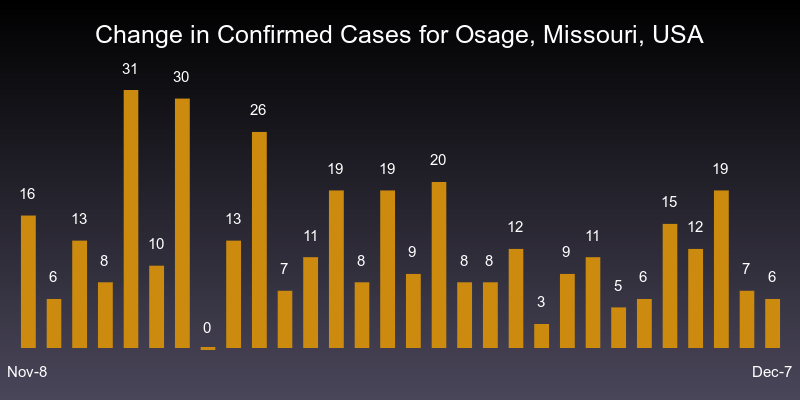 Change in Confirmed Cases for Osage, Missouri, USA
16 6 13 8 31 10 30 0 13 26 7 11 19 8 19 9 20 8 8 12 3 9 11 5 6 15 12 19 7 6
Nov-8 Dec-7